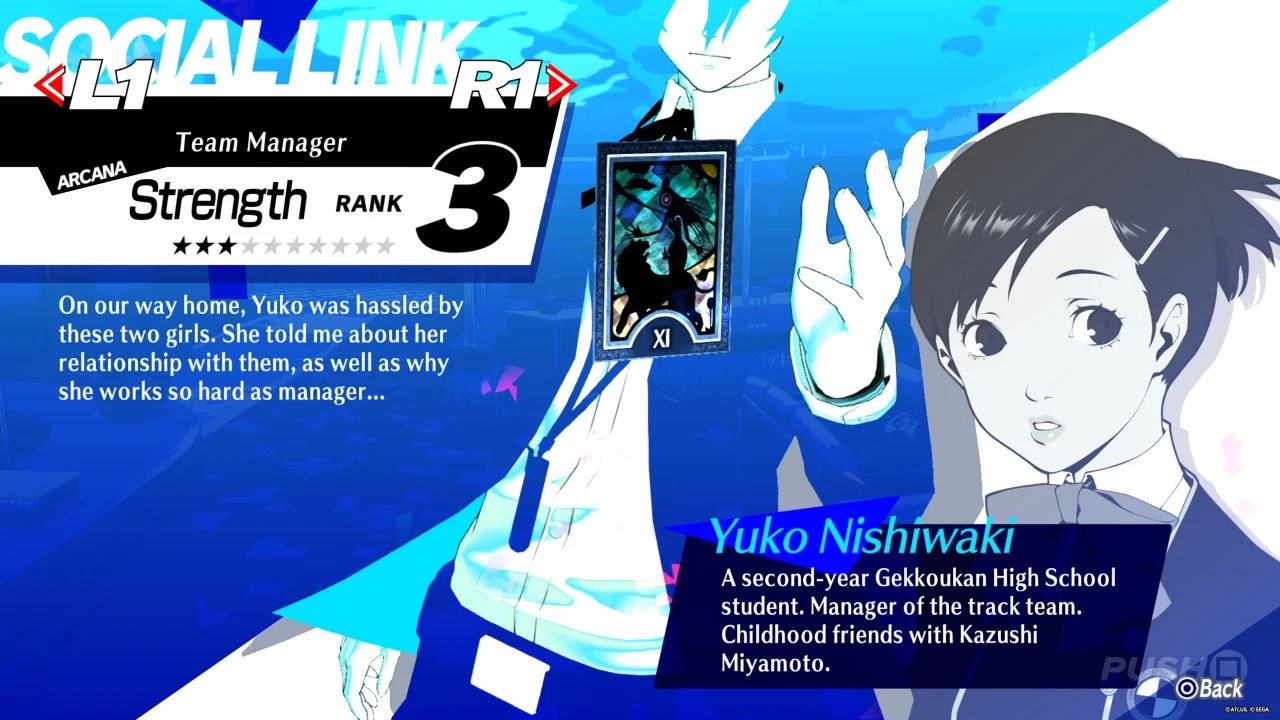 SOCIAL LINK
L1
R1
Team Manager
ARCANA
Strength
RANK
3
On our way home, Yuko was hassled by
these two girls. She told me about her
relationship with them, as well as why
she works so hard as manager...
XI
Yuko Nishiwaki
A second-year Gekkoukan High School
student. Manager of the track team.
Childhood friends with Kazushi
Miyamoto.
PUSH
Back
©ATLUS. ©SEGA.